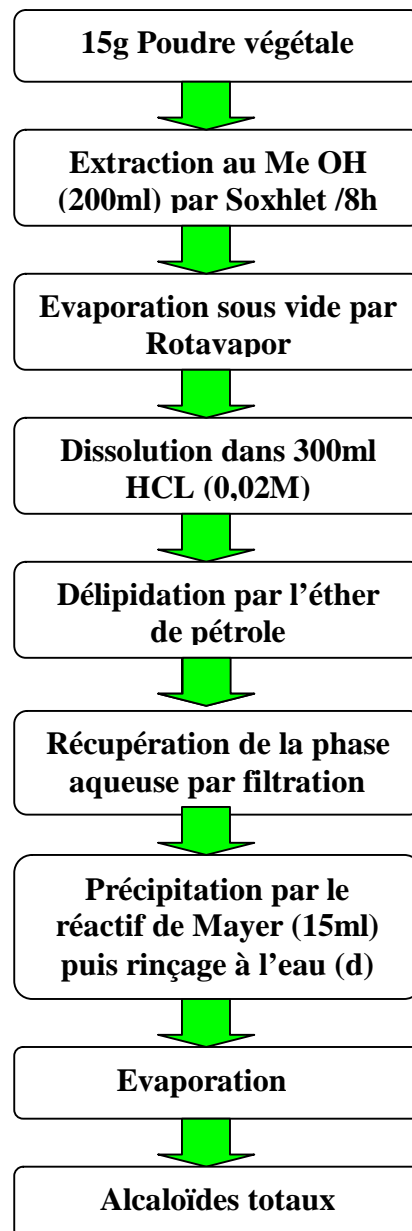 15g Poudre végétale
Extraction au Me OH
(200ml) par Soxhlet /8h
Evaporation sous vide par
Rotavapor
Dissolution dans 300ml
HCL (0,02M)
Délipidation par l’éther
de pétrole
Récupération de la phase
aqueuse par filtration
Précipitation par le
réactif de Mayer (15ml)
puis rinçage à l’eau (d)
Evaporation
Alcaloïdes totaux